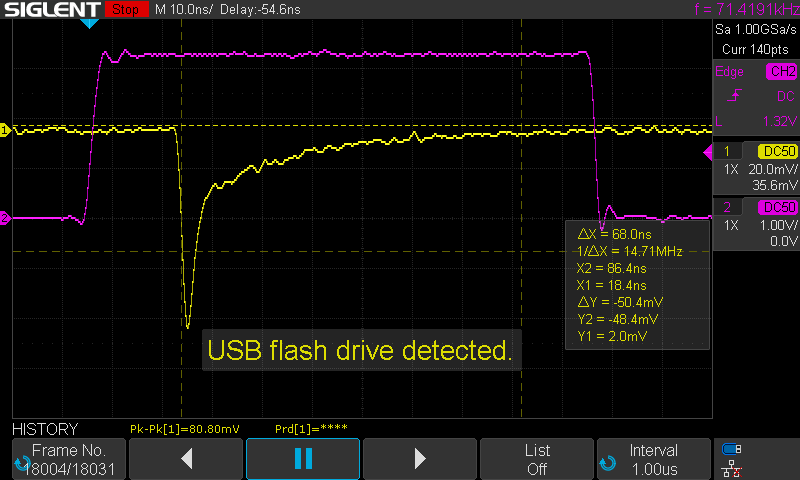 SIGLENT Stop M 10.0ns/ Delay:-54.6ns f = 71.4191kHz
Sa 1.00GSa/s
Curr 140pts
Edge CH2
DC
L 1.32V
1 DC50
1X 20.0mV/
35.6mV
2 DC50
1X 1.00V/
0.0V
1
2
ΔX = 68.0ns
1/ΔX = 14.71MHz
X2 = 86.4ns
X1 = 18.4ns
ΔY = -50.4mV
Y2 = -48.4mV
Y1 = 2.0mV
USB flash drive detected.
HISTORY Pk-Pk[1]=80.80mV Prd[1]=****
Frame No.
18004/18031
List
Off
Interval
1.00us